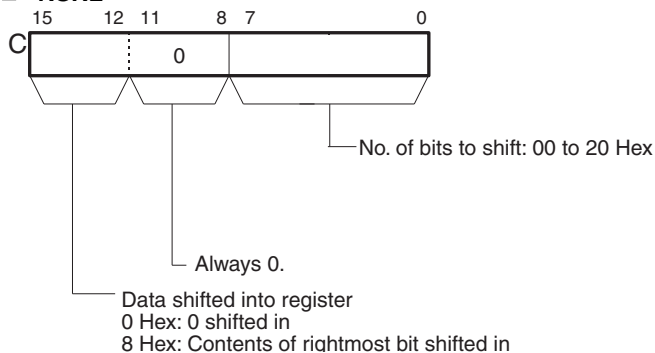 15 12 11 8 7 0
C 0
No. of bits to shift: 00 to 20 Hex
Always 0.
Data shifted into register
0 Hex: 0 shifted in
8 Hex: Contents of rightmost bit shifted in